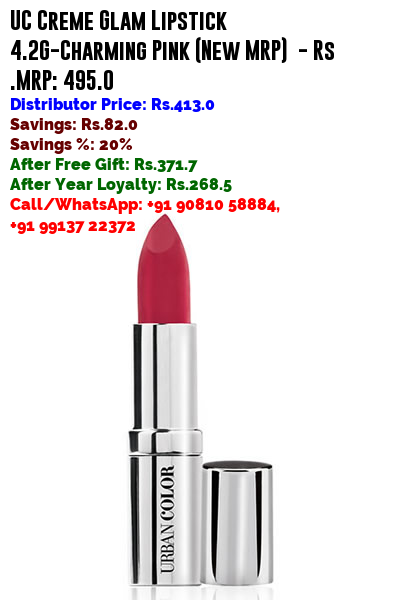 UC Creme Glam Lipstick
4.2G-Charming Pink (New MRP) - Rs
.MRP: 495.0
Distributor Price: Rs.413.0
Savings: Rs.82.0
Savings %: 20%
After Free Gift: Rs.371.7
After Year Loyalty: Rs.268.5
Call/WhatsApp: +91 90810 58884,
+91 99137 22372
URBAN COLOR